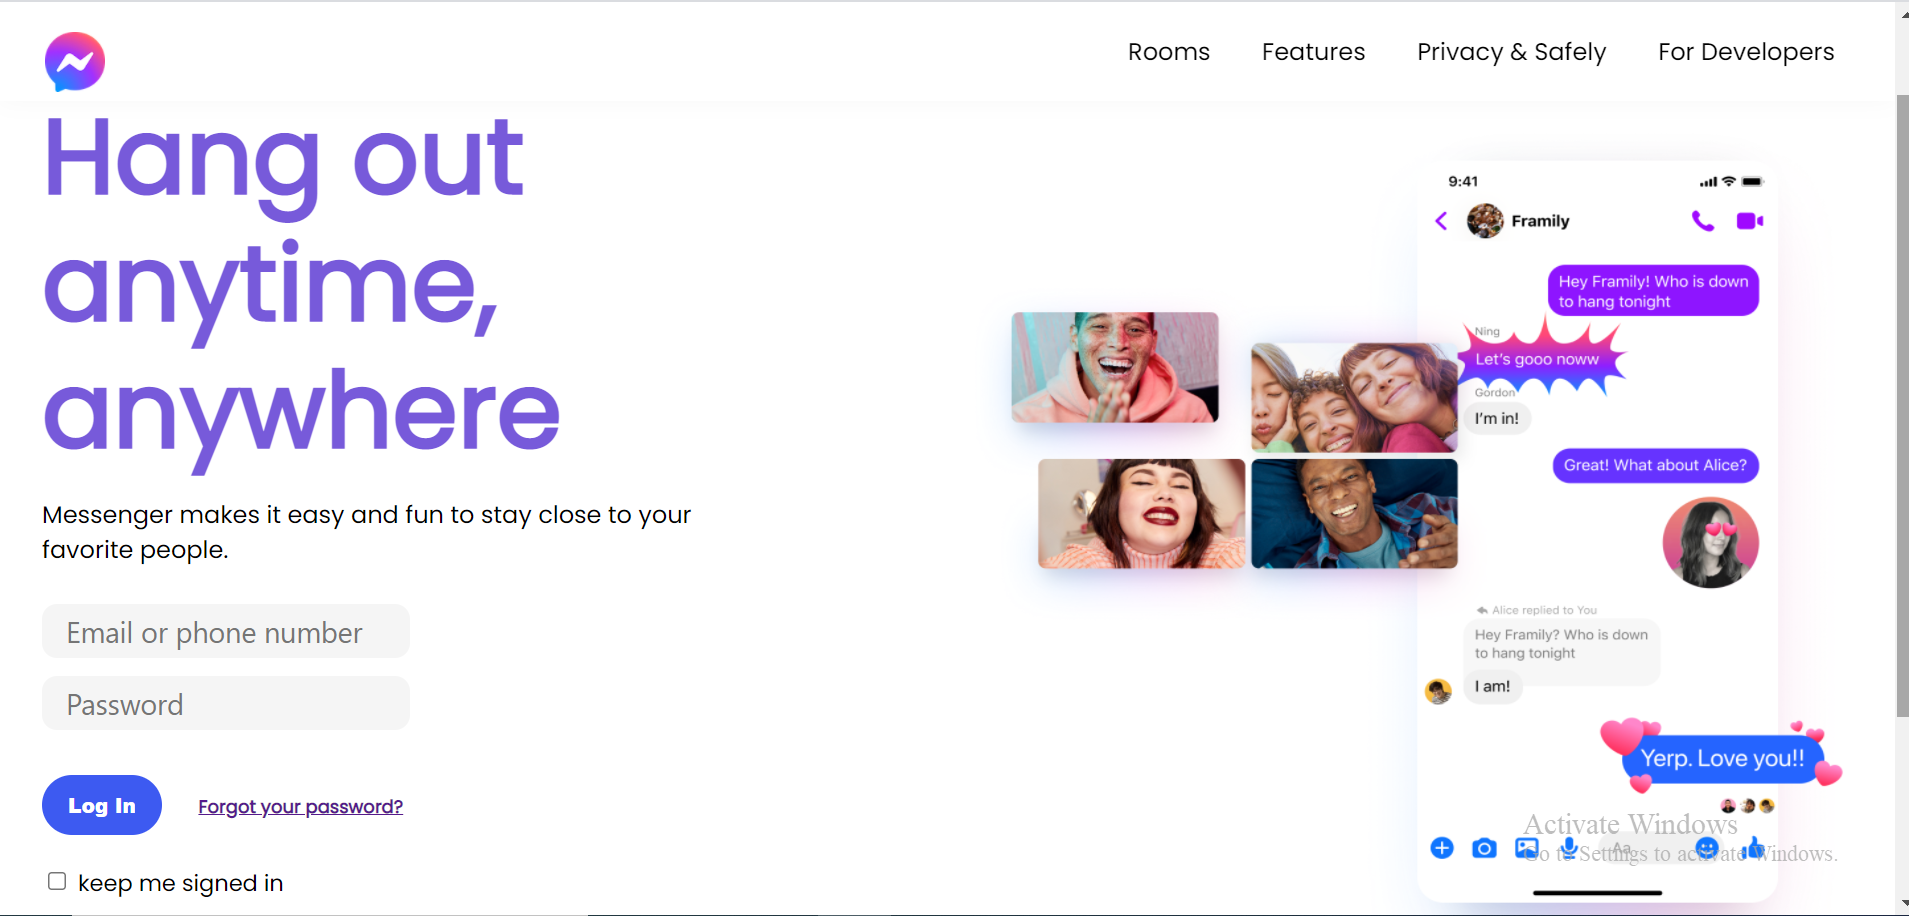 Rooms Features Privacy & Safely For Developers
Hang out
anytime,
anywhere
Messenger makes it easy and fun to stay close to your
favorite people.
Email or phone number
Password
Log In Forgot your password?
keep me signed in
9:41
Framily
Hey Framily! Who is down
to hang tonight
Ning
Let's gooo noww
Gordon
I'm in!
Great! What about Alice?
Alice replied to You
Hey Framily? Who is down
to hang tonight
I am!
Yerp. Love you!!
Aa
Activate Windows
Go to Settings to activate Windows.